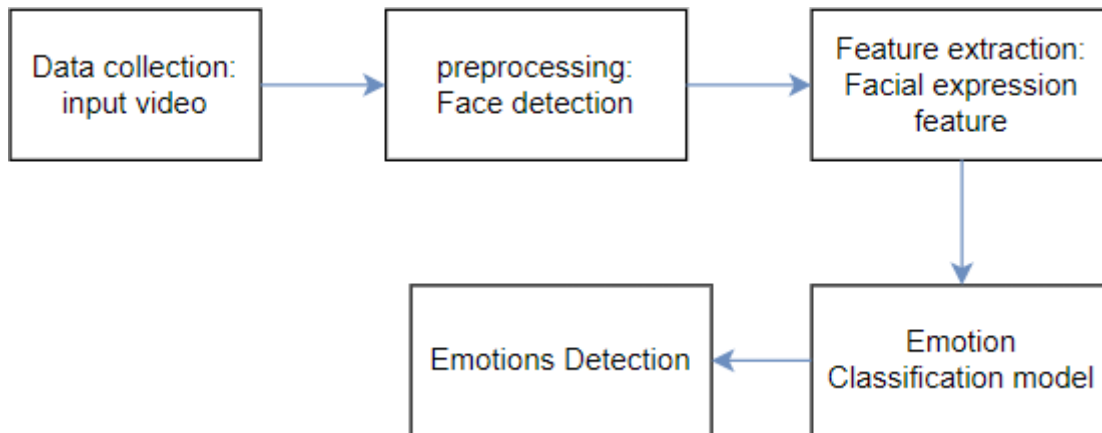 Data collection:
input video
preprocessing:
Face detection
Feature extraction:
Facial expression
feature
Emotions Detection
Emotion
Classification model